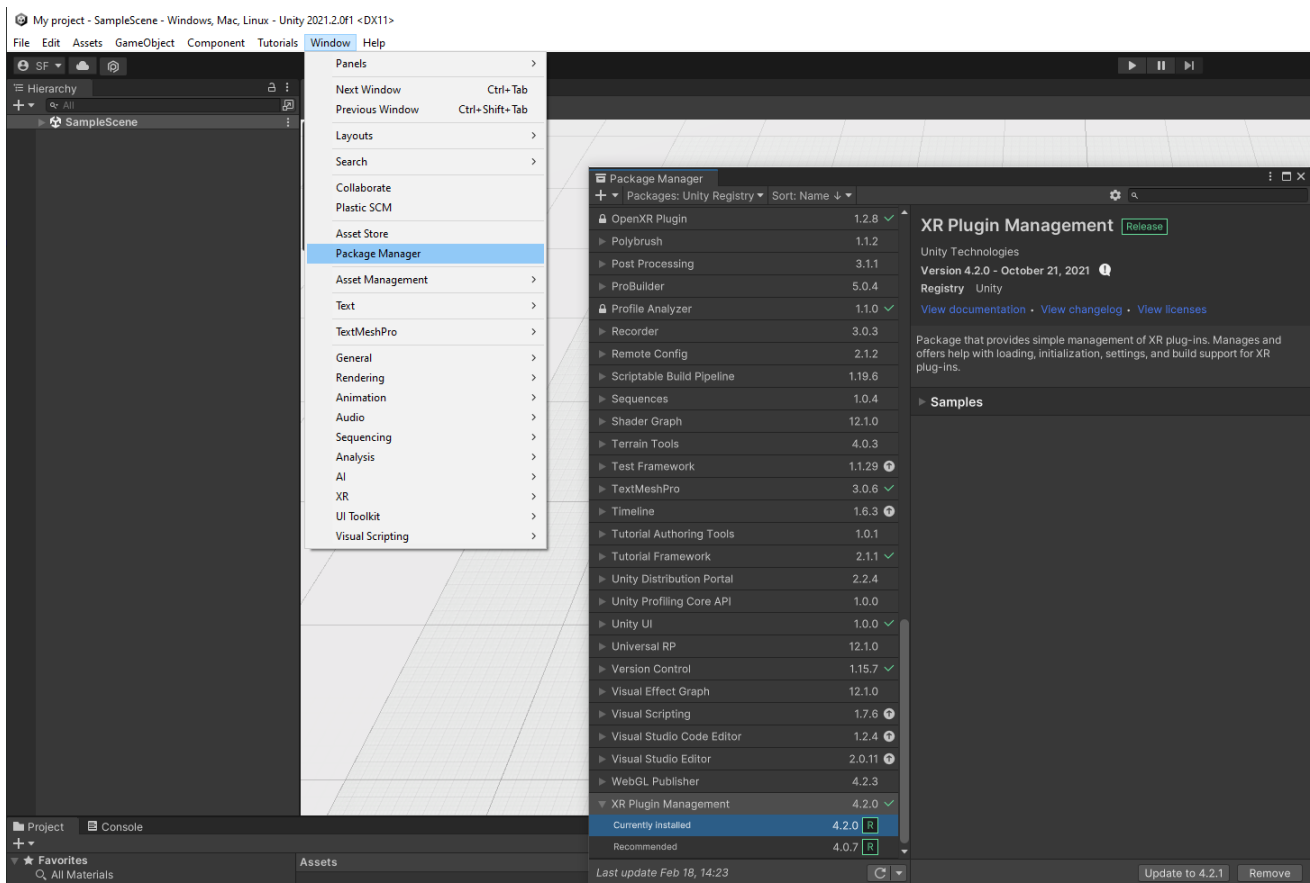 My project - SampleScene - Windows, Mac, Linux - Unity 2021.2.0f1 <DX11>
File Edit Assets GameObject Component Tutorials Window Help
SF
Hierarchy
All
SampleScene
Panels
Next Window Ctrl+Tab
Previous Window Ctrl+Shift+Tab
Layouts
Search
Collaborate
Plastic SCM
Asset Store
Package Manager
Asset Management
Text
TextMeshPro
General
Rendering
Animation
Audio
Sequencing
Analysis
AI
XR
UI Toolkit
Visual Scripting
Package Manager
Packages: Unity Registry Sort: Name ↓
OpenXR Plugin 1.2.8
Polybrush 1.1.2
Post Processing 3.1.1
ProBuilder 5.0.4
Profile Analyzer 1.1.0
Recorder 3.0.3
Remote Config 2.1.2
Scriptable Build Pipeline 1.19.6
Sequences 1.0.4
Shader Graph 12.1.0
Terrain Tools 4.0.3
Test Framework 1.1.29
TextMeshPro 3.0.6
Timeline 1.6.3
Tutorial Authoring Tools 1.0.1
Tutorial Framework 2.1.1
Unity Distribution Portal 2.2.4
Unity Profiling Core API 1.0.0
Unity UI 1.0.0
Universal RP 12.1.0
Version Control 1.15.7
Visual Effect Graph 12.1.0
Visual Scripting 1.7.6
Visual Studio Code Editor 1.2.4
Visual Studio Editor 2.0.11
WebGL Publisher 4.2.3
XR Plugin Management 4.2.0
Currently installed 4.2.0 R
Recommended 4.0.7 R
Last update Feb 18, 14:23
XR Plugin Management Release
Unity Technologies
Version 4.2.0 - October 21, 2021
Registry Unity
View documentation • View changelog • View licenses
Package that provides simple management of XR plug-ins. Manages and
offers help with loading, initialization, settings, and build support for XR
plug-ins.
Samples
Update to 4.2.1 Remove
Project Console
Favorites
All Materials
Assets